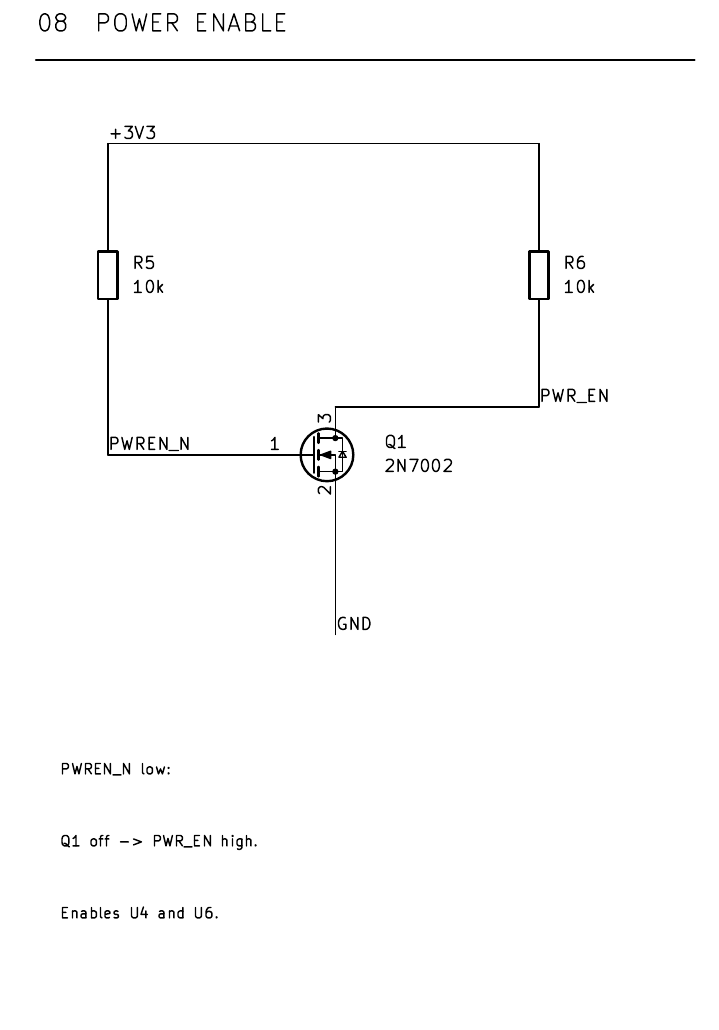 08 POWER ENABLE
+3V3
R5
10k
R6
10k
PWR_EN
3
PWREN_N
1
Q1
2N7002
2
GND
PWREN_N low:
Q1 off -> PWR_EN high.
Enables U4 and U6.